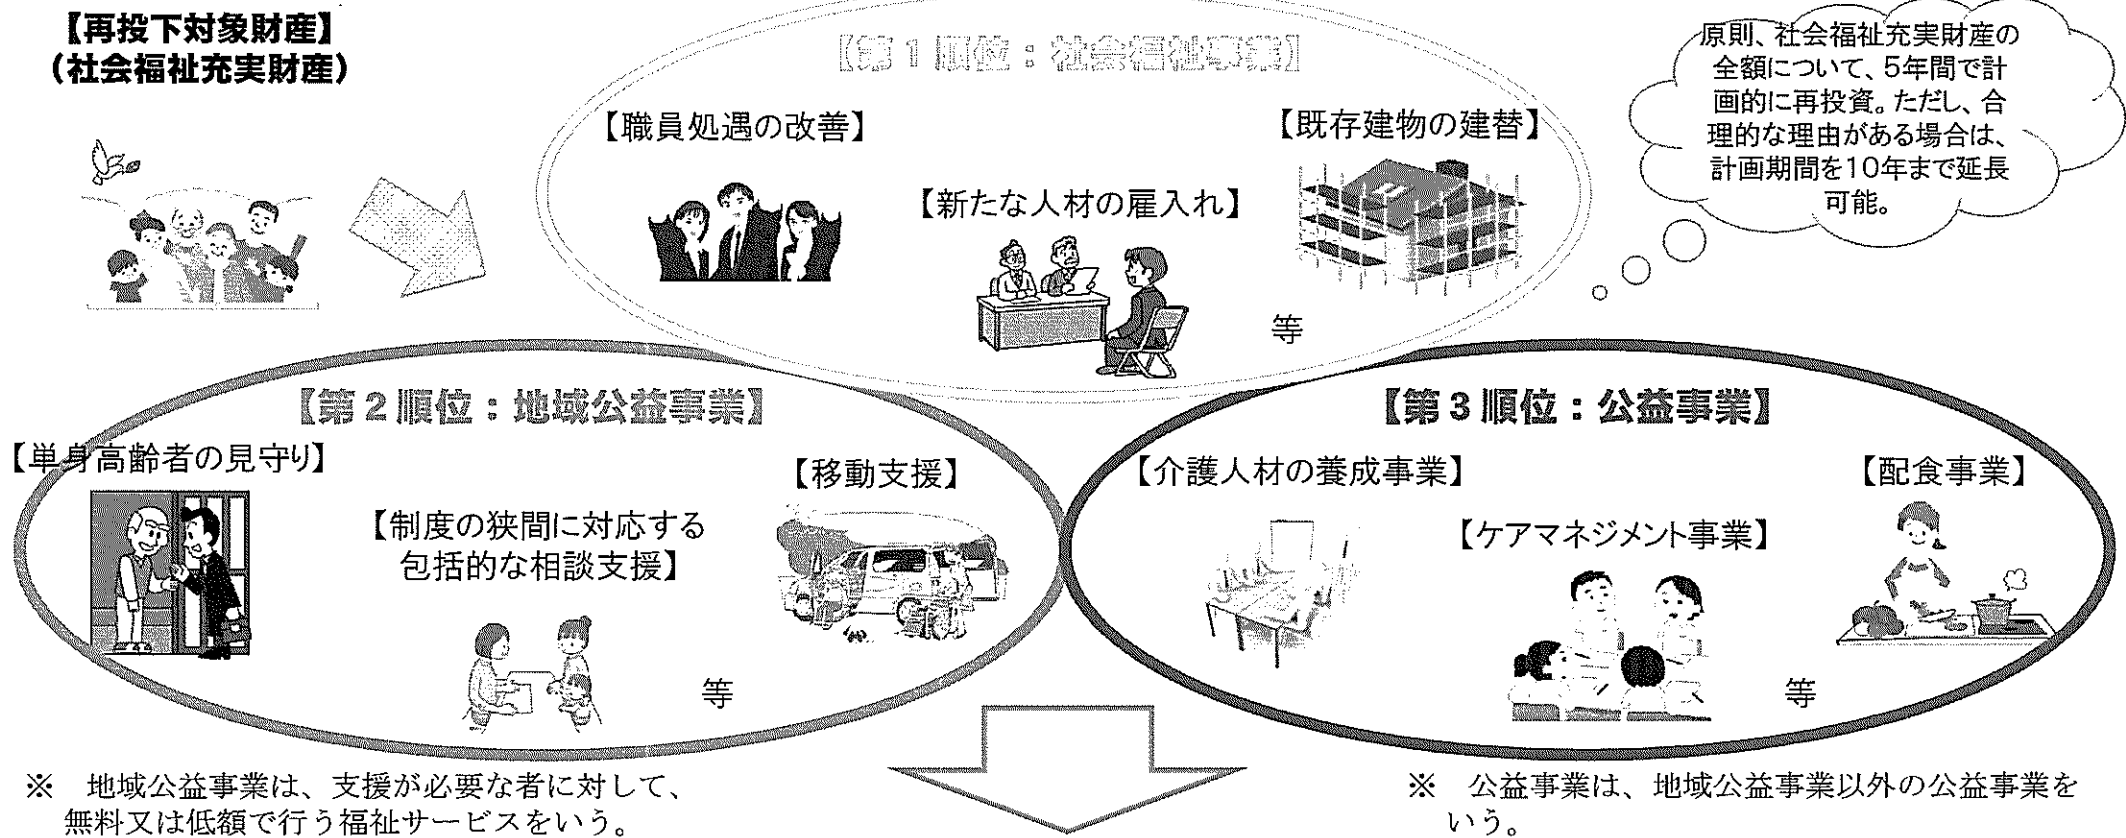 【再投下対象財産】
(社会福祉充実財産)
【第1順位：社会福祉事業】
【職員処遇の改善】
【新たな人材の雇入れ】
【既存建物の建替】
等
原則、社会福祉充実財産の
全額について、5年間で計
画的に再投資。ただし、合
理的な理由がある場合は、
計画期間を10年まで延長
可能。
【第2順位：地域公益事業】
【単身高齢者の見守り】
【制度の狭間に対応する
包括的な相談支援】
【移動支援】
等
【第3順位：公益事業】
【介護人材の養成事業】
【ケアマネジメント事業】
【配食事業】
等
※　地域公益事業は、支援が必要な者に対して、
無料又は低額で行う福祉サービスをいう。
※　公益事業は、地域公益事業以外の公益事業を
いう。